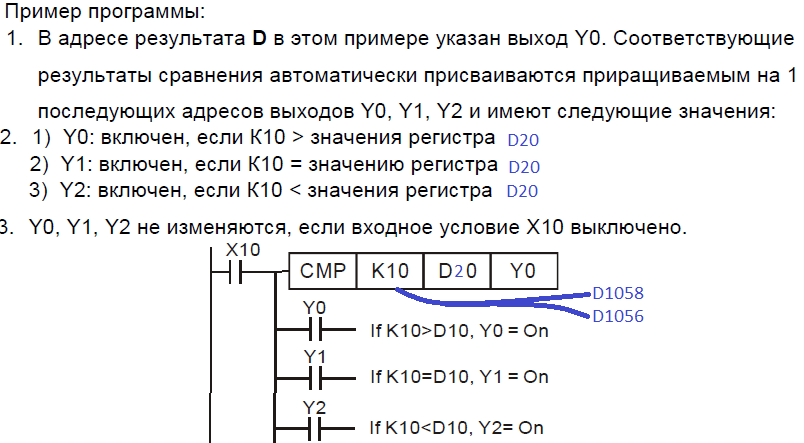 Пример программы:
1. В адресе результата D в этом примере указан выход Y0. Соответствующие
результаты сравнения автоматически присваиваются приращиваемым на 1
последующих адресов выходов Y0, Y1, Y2 и имеют следующие значения:
2. 1) Y0: включен, если К10 > значения регистра D20
2) Y1: включен, если К10 = значению регистра D20
3) Y2: включен, если К10 < значения регистра D20
3. Y0, Y1, Y2 не изменяются, если входное условие X10 выключено.
X10
CMP K10 D20 Y0
D1058
D1056
Y0
If K10>D10, Y0 = On
Y1
If K10=D10, Y1 = On
Y2
If K10<D10, Y2= On